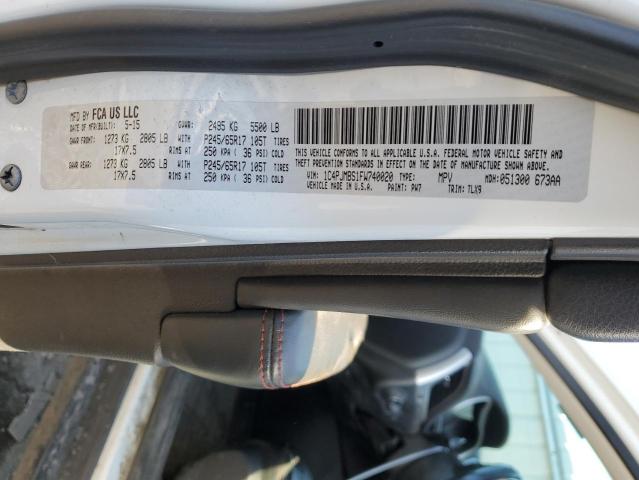 MFD BY FCA US LLC
DATE OF MFR(BUILT): 5-15 GVWR: 2495 KG 5500 LB
GAWR FRONT: 1273 KG 2805 LB WITH P245/65R17 105T TIRES
17X7.5 RIMS AT 250 KPA ( 36 PSI) COLD
GAWR REAR: 1273 KG 2805 LB WITH P245/65R17 105T TIRES
17X7.5 RIMS AT 250 KPA ( 36 PSI) COLD
THIS VEHICLE CONFORMS TO ALL APPLICABLE U.S.A. FEDERAL MOTOR VEHICLE SAFETY AND
THEFT PREVENTION STANDARDS IN EFFECT ON THE DATE OF MANUFACTURE SHOWN ABOVE.
VIN: 1C4PJMBS1FW740020 TYPE: MPV MDH:051300 673AA
MADE IN U.S.A. PAINT: PW7 TRIM: TLX9